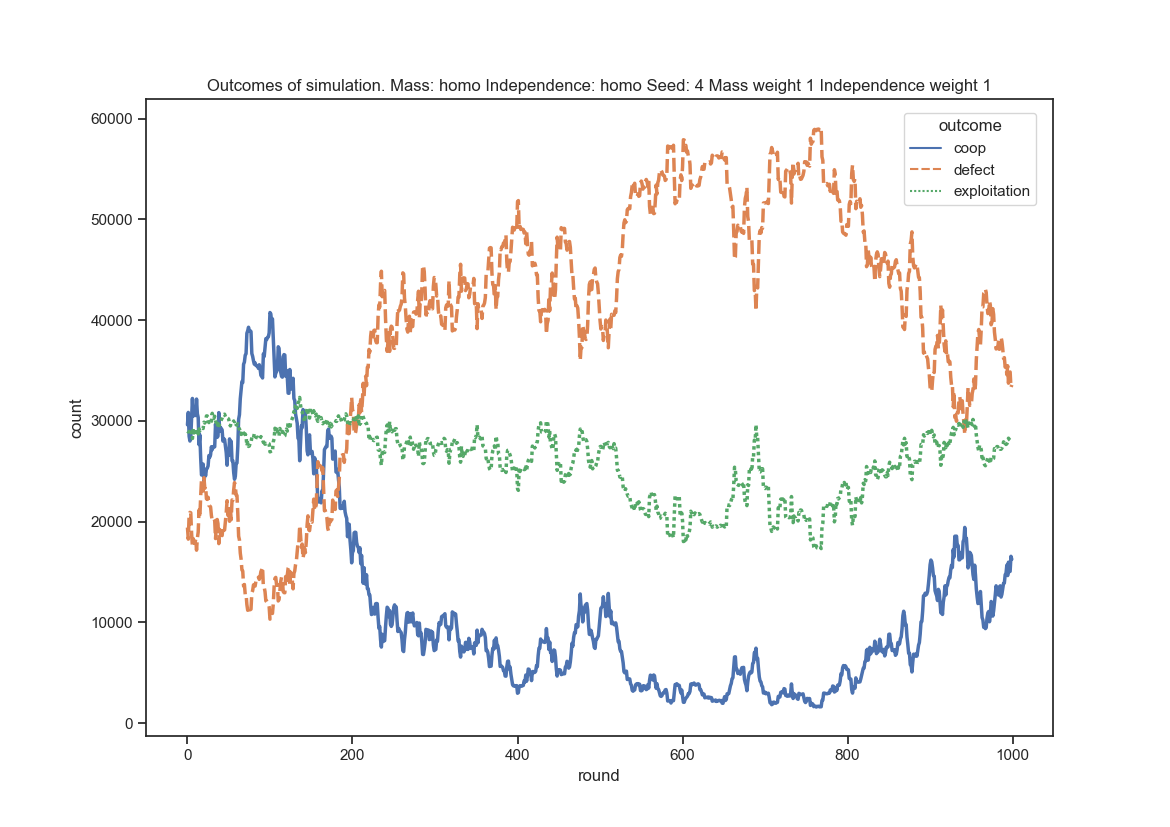 Outcomes of simulation. Mass: homo Independence: homo Seed: 4 Mass weight 1 Independence weight 1
outcome
coop
defect
exploitation
count
60000
50000
40000
30000
20000
10000
0
0 200 400 600 800 1000
round